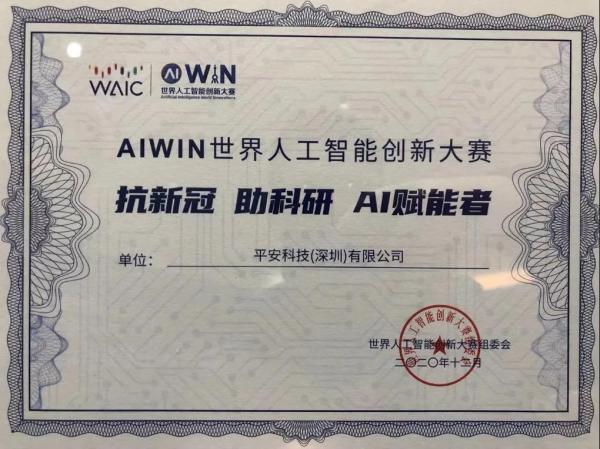 WAIC
AI WIN
世界人工智能创新大赛
Artificial Intelligence World Innovations
AIWIN世界人工智能创新大赛
抗新冠 助科研 AI赋能者
单位： 平安科技(深圳)有限公司
世界人工智能创新大赛组委会
二〇二〇年十二月